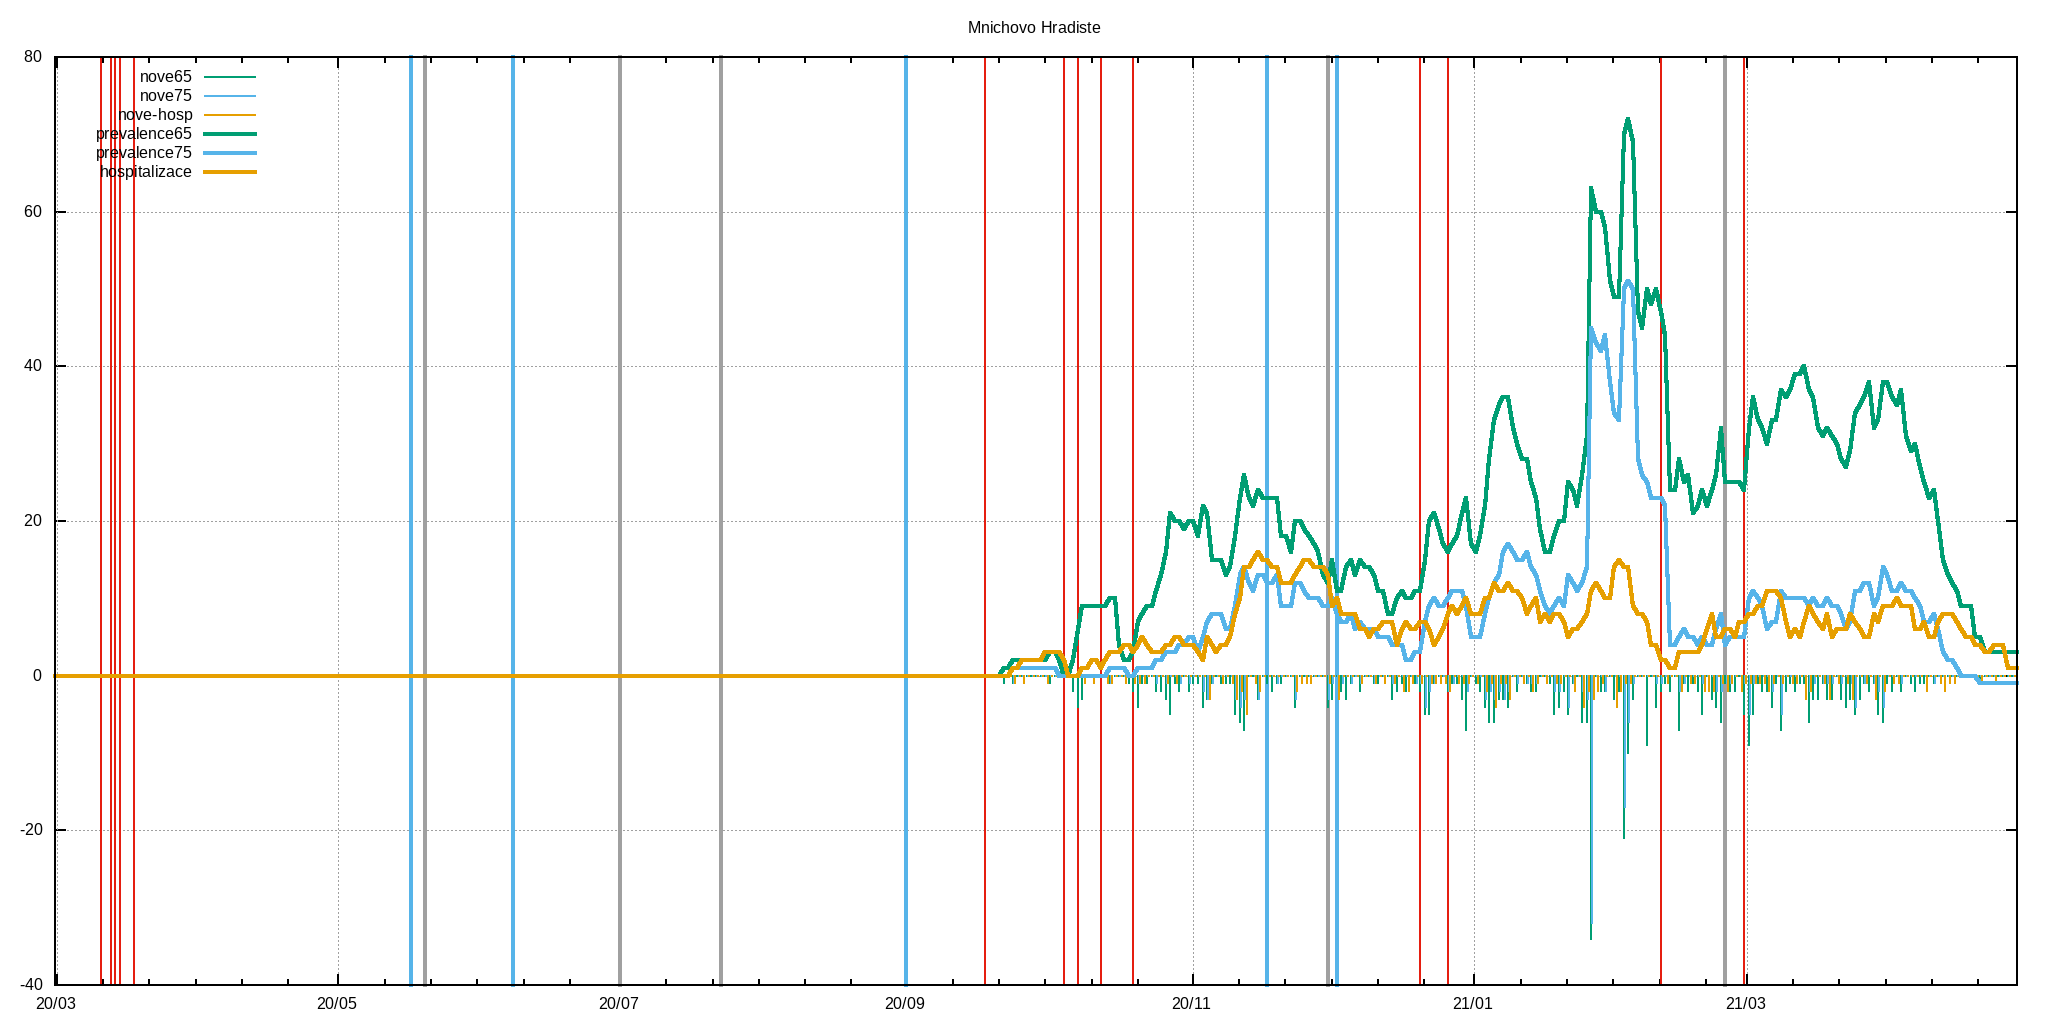 Mnichovo Hradiste
80
60
40
20
0
-20
-40
nove65
nove75
nove-hosp
prevalence65
prevalence75
hospitalizace
20/03 20/05 20/07 20/09 20/11 21/01 21/03